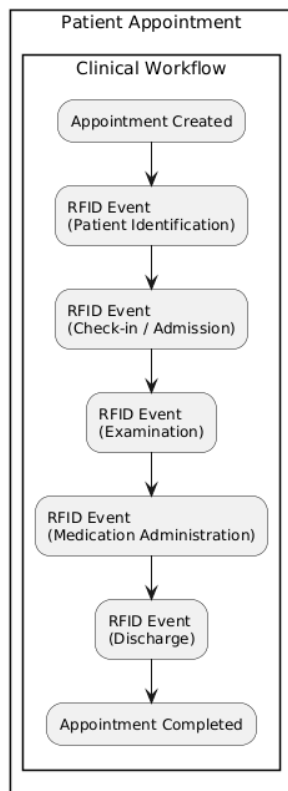 Patient Appointment
Clinical Workflow
Appointment Created
RFID Event
(Patient Identification)
RFID Event
(Check-in / Admission)
RFID Event
(Examination)
RFID Event
(Medication Administration)
RFID Event
(Discharge)
Appointment Completed